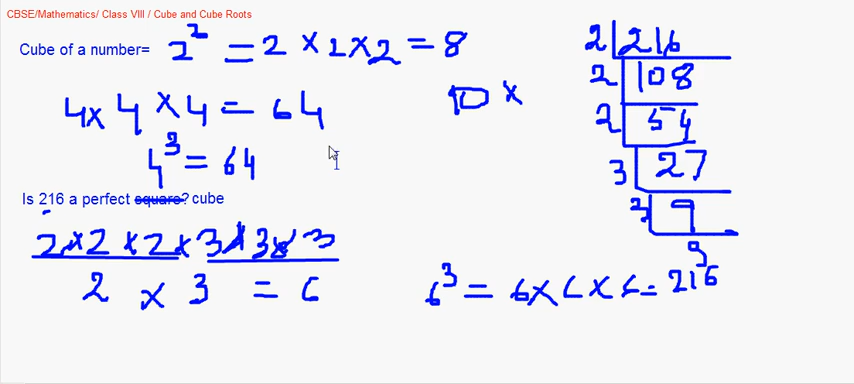 CBSE/Mathematics/ Class VIII / Cube and Cube Roots
Cube of a number= 2² = 2 × 2 × 2 = 8
4 × 4 × 4 = 64
4³ = 64
Is 216 a perfect square? cube
2 × 2 × 2 × 3 × 3 × 3
2 × 3 = 6
2 216
2 108
2 54
3 27
3 9
3
6³ = 6 × 6 × 6 = 216